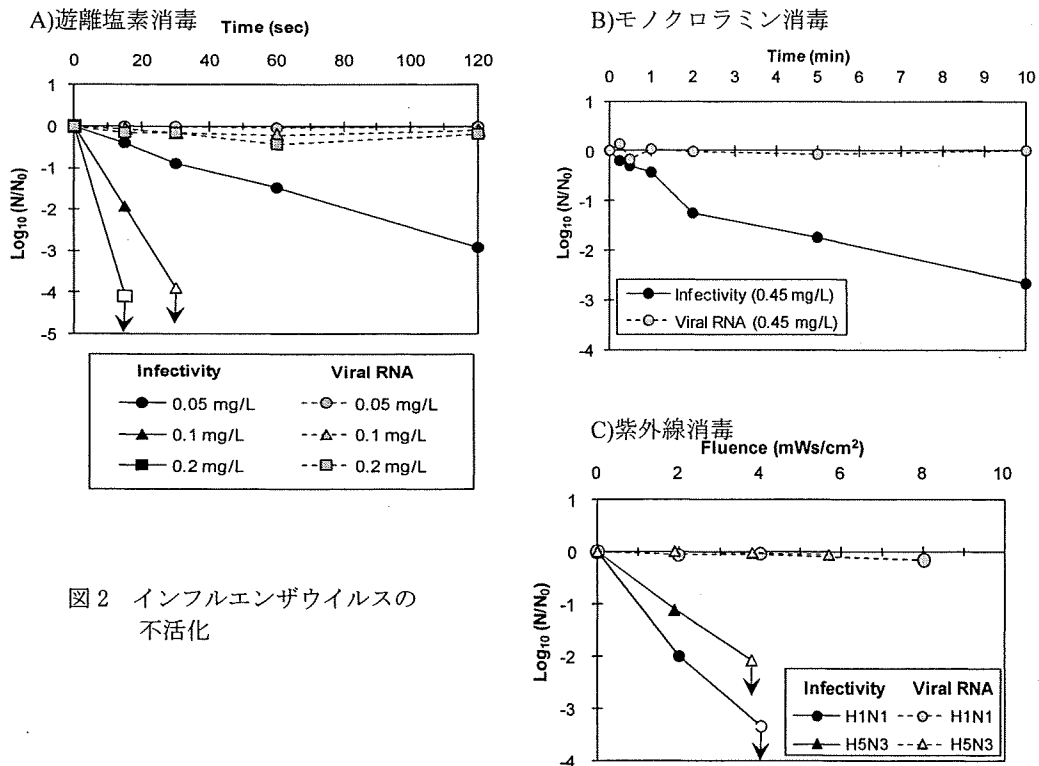 A)遊離塩素消毒
Time (sec)
0 20 40 60 80 100 120
1
0
-1
-2
-3
-4
-5
Log₁₀ (N/N₀)
Infectivity Viral RNA
0.05 mg/L 0.05 mg/L
0.1 mg/L 0.1 mg/L
0.2 mg/L 0.2 mg/L
B)モノクロラミン消毒
Time (min)
0 1 2 3 4 5 6 7 8 9 10
1
0
-1
-2
-3
-4
Log₁₀ (N/N₀)
Infectivity (0.45 mg/L)
Viral RNA (0.45 mg/L)
C)紫外線消毒
Fluence (mWs/cm²)
0 2 4 6 8 10
1
0
-1
-2
-3
-4
Log₁₀ (N/N₀)
Infectivity Viral RNA
H1N1 H1N1
H5N3 H5N3
図2 インフルエンザウイルスの
不活化